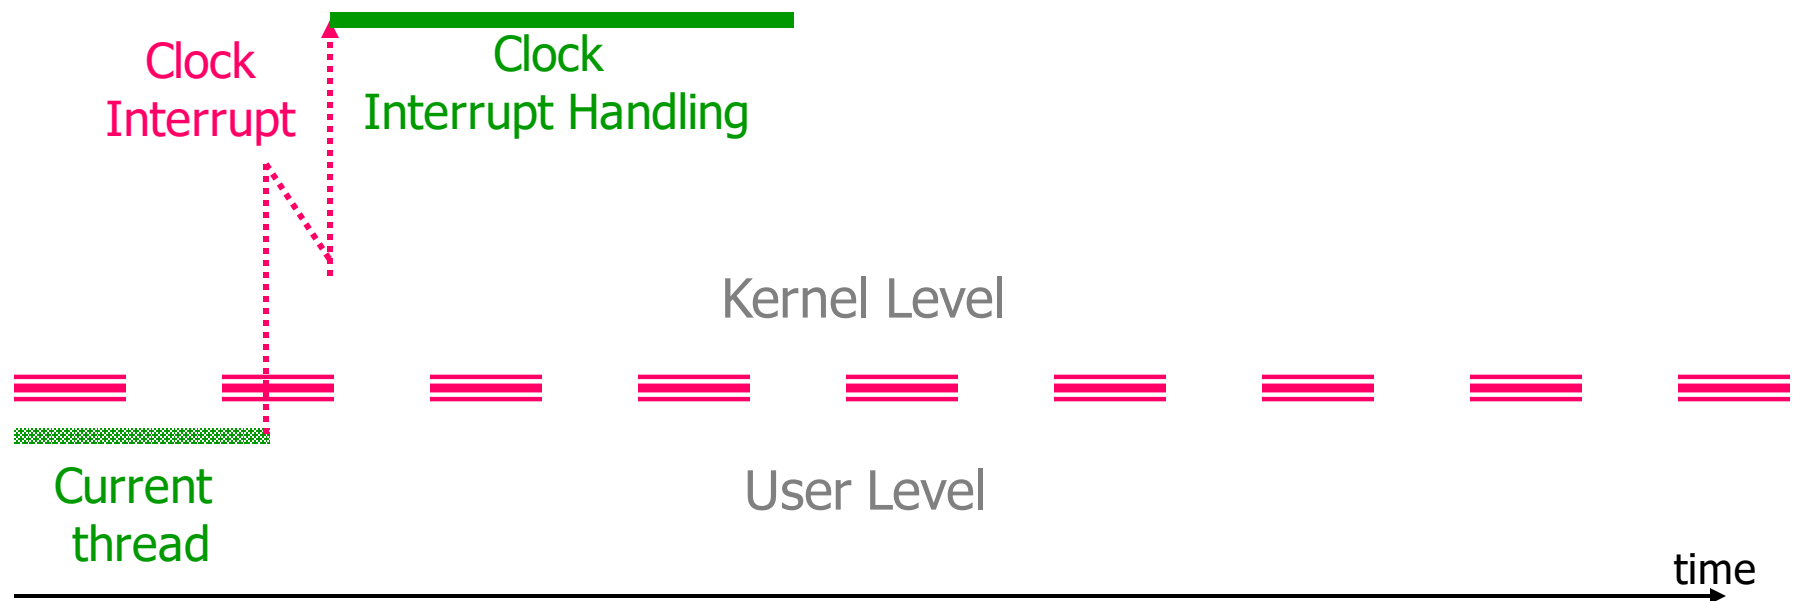 Clock
Interrupt
Clock
Interrupt Handling
Kernel Level
Current
thread
User Level
time